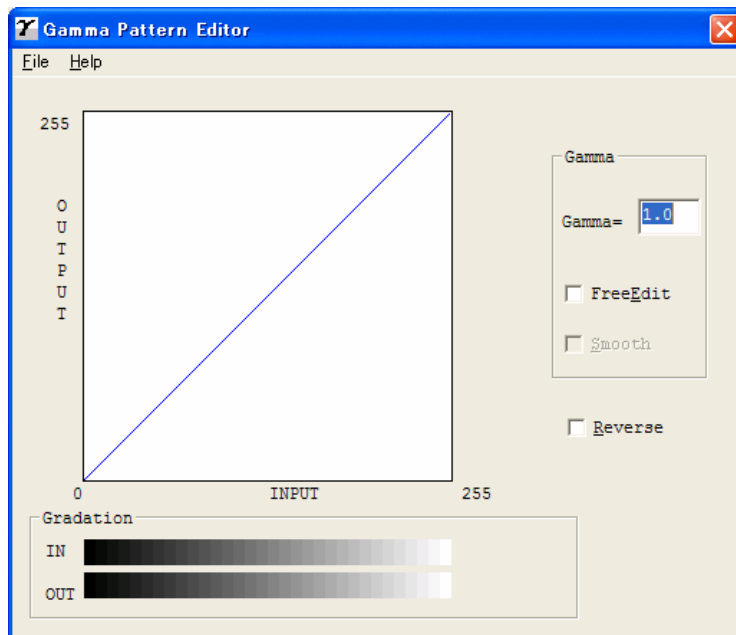 Gamma Pattern Editor
File Help
255
OUTPUT
0 INPUT 255
Gamma
Gamma= 1.0
FreeEdit
Smooth
Reverse
Gradation
IN
OUT